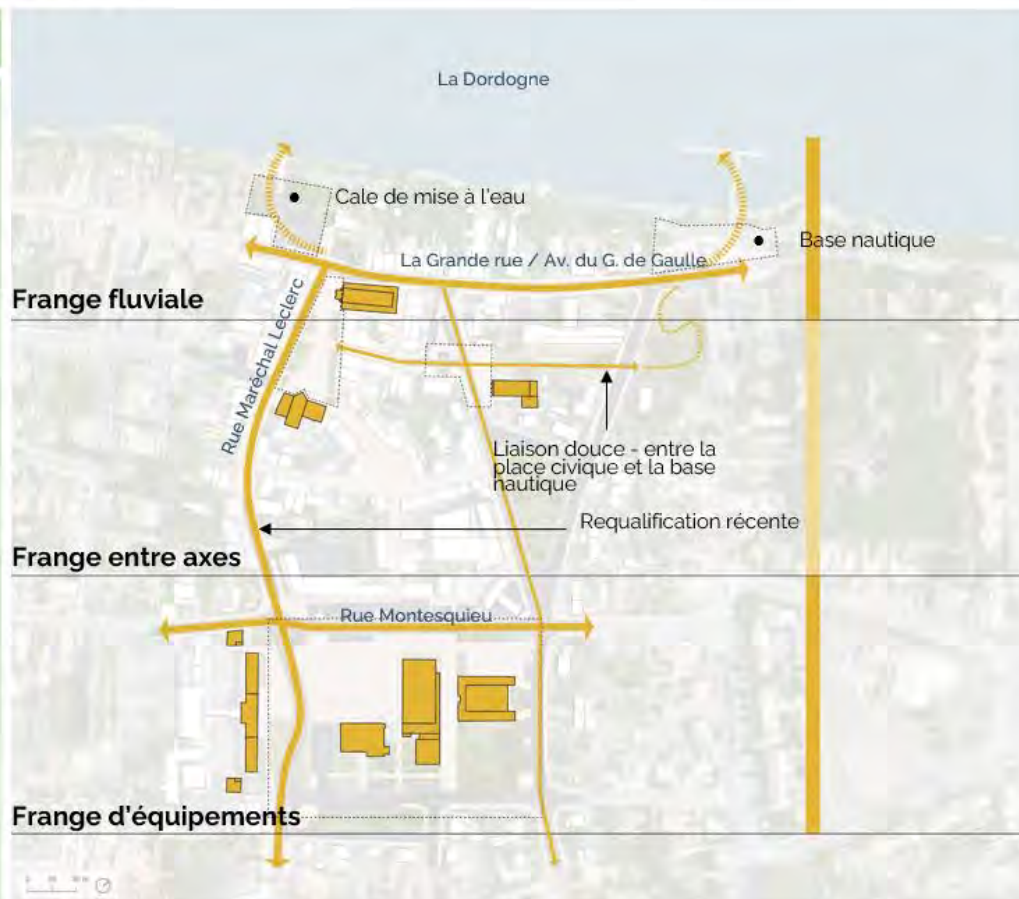 La Dordogne
Cale de mise à l'eau
Base nautique
La Grande rue / Av. du G. de Gaulle
Frange fluviale
Rue Maréchal Leclerc
Liaison douce - entre la
place civique et la base
nautique
Requalification récente
Frange entre axes
Rue Montesquieu
Frange d'équipements